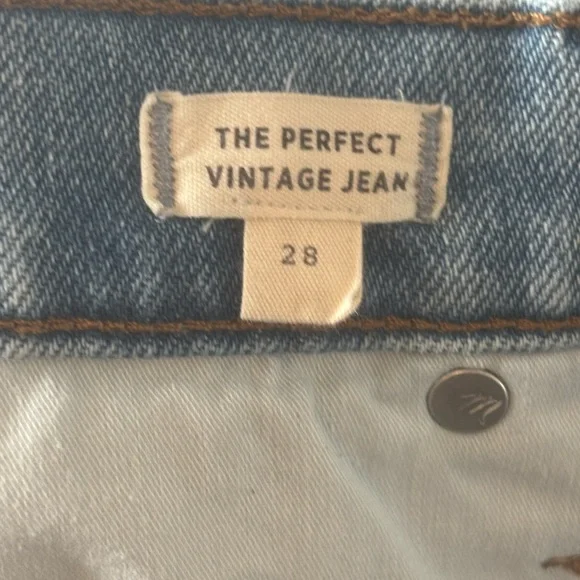 THE PERFECT
VINTAGE JEAN
28